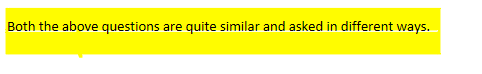 Both the above questions are quite similar and asked in different ways.